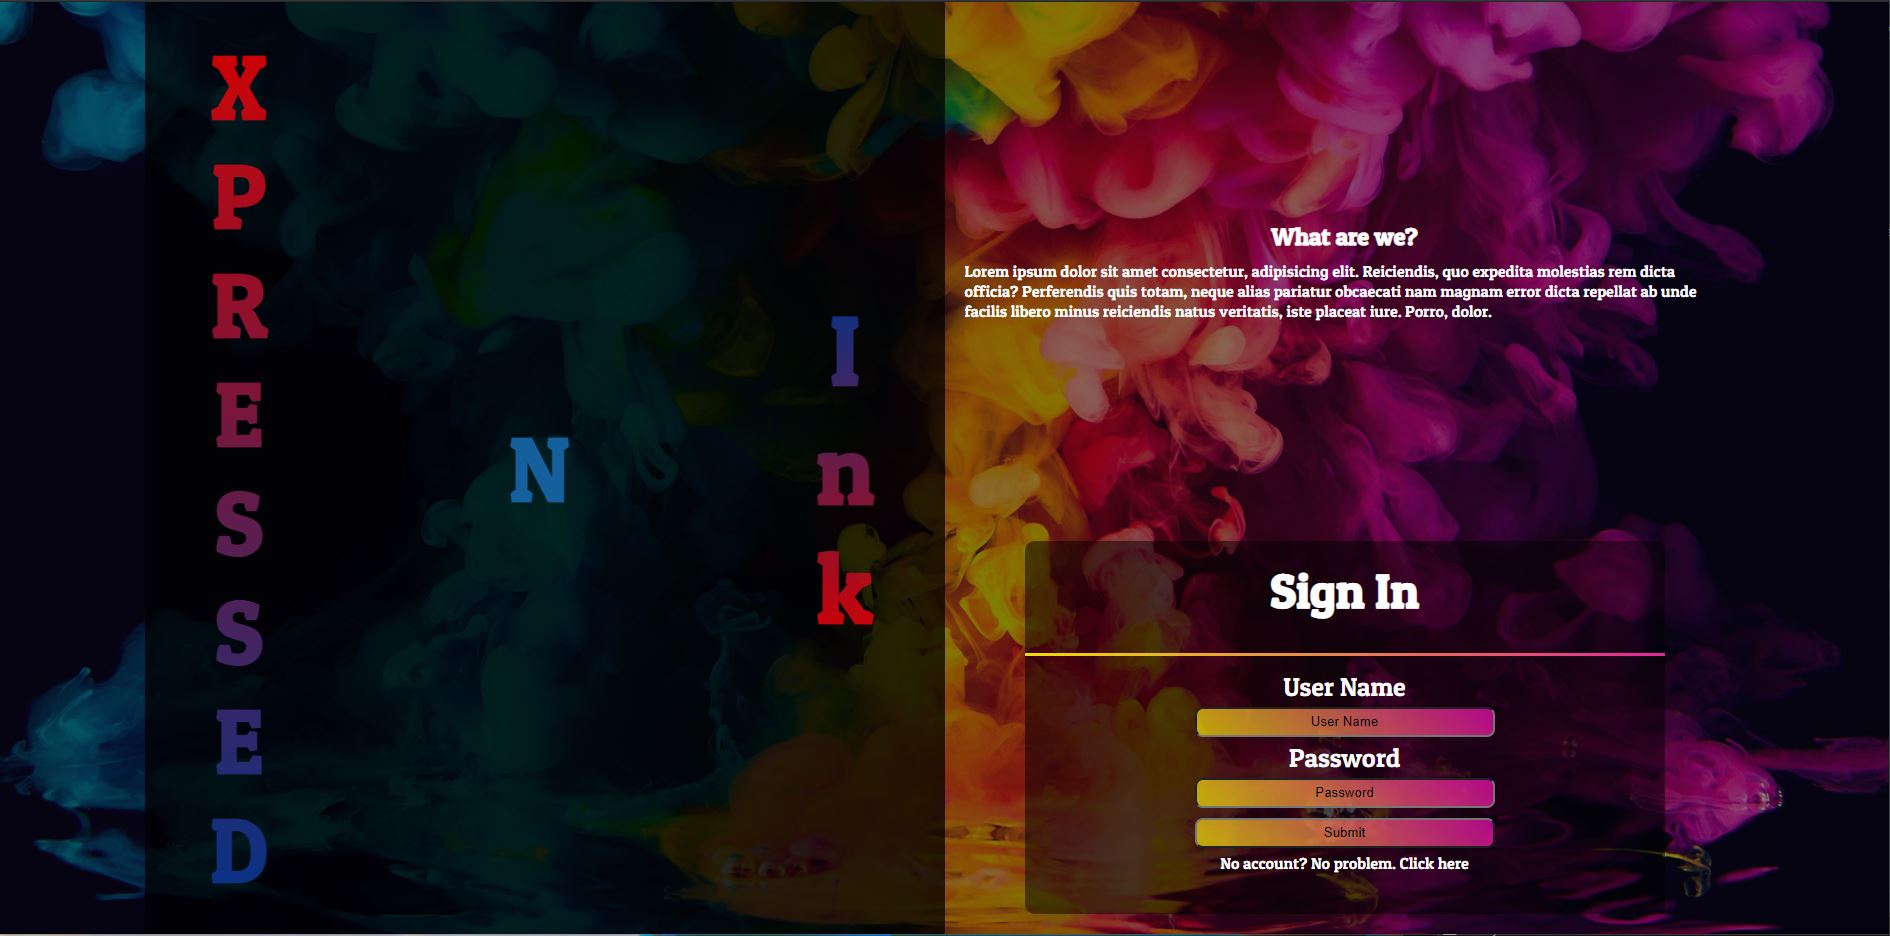 XPRESSED
N
Ink
What are we?
Lorem ipsum dolor sit amet consectetur, adipisicing elit. Reiciendis, quo expedita molestias rem dicta
officia? Perferendis quis totam, neque alias pariatur obcaecati nam magnam error dicta repellat ab unde
facilis libero minus reiciendis natus veritatis, iste placeat iure. Porro, dolor.
Sign In
User Name
User Name
Password
Password
Submit
No account? No problem. Click here